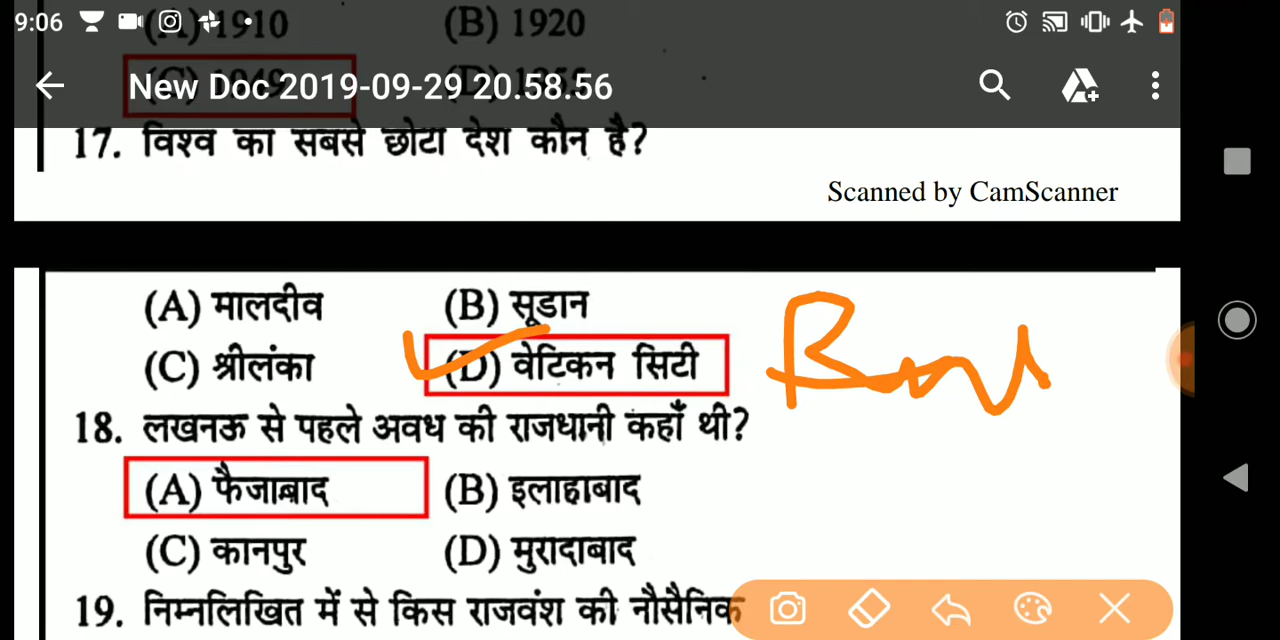 9:06
(A) 1910 (B) 1920
New Doc 2019-09-29 20.58.56
17. विश्व का सबसे छोटा देश कौन है?
Scanned by CamScanner
(A) मालदीव (B) सूडान
(C) श्रीलंका (D) वेटिकन सिटी
18. लखनऊ से पहले अवध की राजधानी कहाँ थी?
(A) फैजाबाद (B) इलाहाबाद
(C) कानपुर (D) मुरादाबाद
19. निम्नलिखित में से किस राजवंश की नौसैनिक